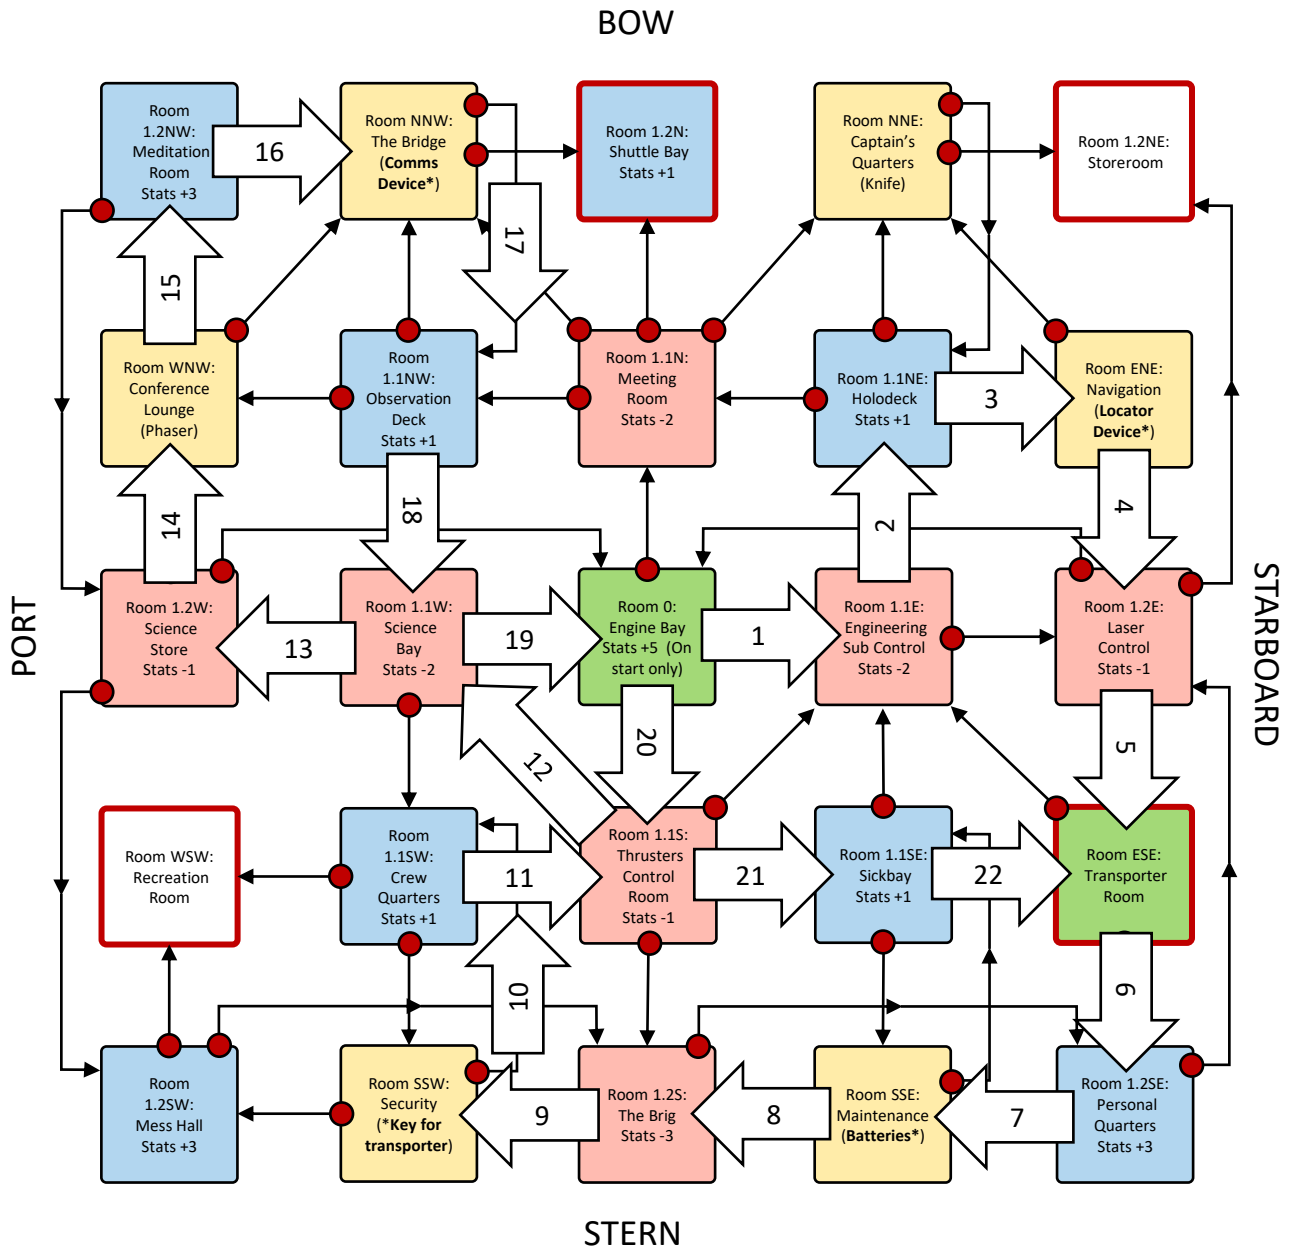 BOW
Room
1.2NW:
Meditation
Room
Stats +3
16
Room NNW:
The Bridge
(Comms
Device*)
Room 1.2N:
Shuttle Bay
Stats +1
Room NNE:
Captain's
Quarters
(Knife)
Room 1.2NE:
Storeroom
17
15
Room WNW:
Conference
Lounge
(Phaser)
Room
1.1NW:
Observation
Deck
Stats +1
Room 1.1N:
Meeting
Room
Stats -2
Room 1.1NE:
Holodeck
Stats +1
3
Room ENE:
Navigation
(Locator
Device*)
14
18
2
4
PORT
Room 1.2W:
Science
Store
Stats -1
13
Room 1.1W:
Science
Bay
Stats -2
19
Room 0:
Engine Bay
Stats +5 (On
start only)
1
Room 1.1E:
Engineering
Sub Control
Stats -2
Room 1.2E:
Laser
Control
Stats -1
STARBOARD
12
20
5
Room WSW:
Recreation
Room
Room
1.1SW:
Crew
Quarters
Stats +1
11
Room 1.1S:
Thrusters
Control
Room
Stats -1
21
Room 1.1SE:
Sickbay
Stats +1
22
Room ESE:
Transporter
Room
10
6
Room
1.2SW:
Mess Hall
Stats +3
Room SSW:
Security
(*Key for
transporter)
9
Room 1.2S:
The Brig
Stats -3
8
Room SSE:
Maintenance
(Batteries*)
7
Room 1.2SE:
Personal
Quarters
Stats +3
STERN